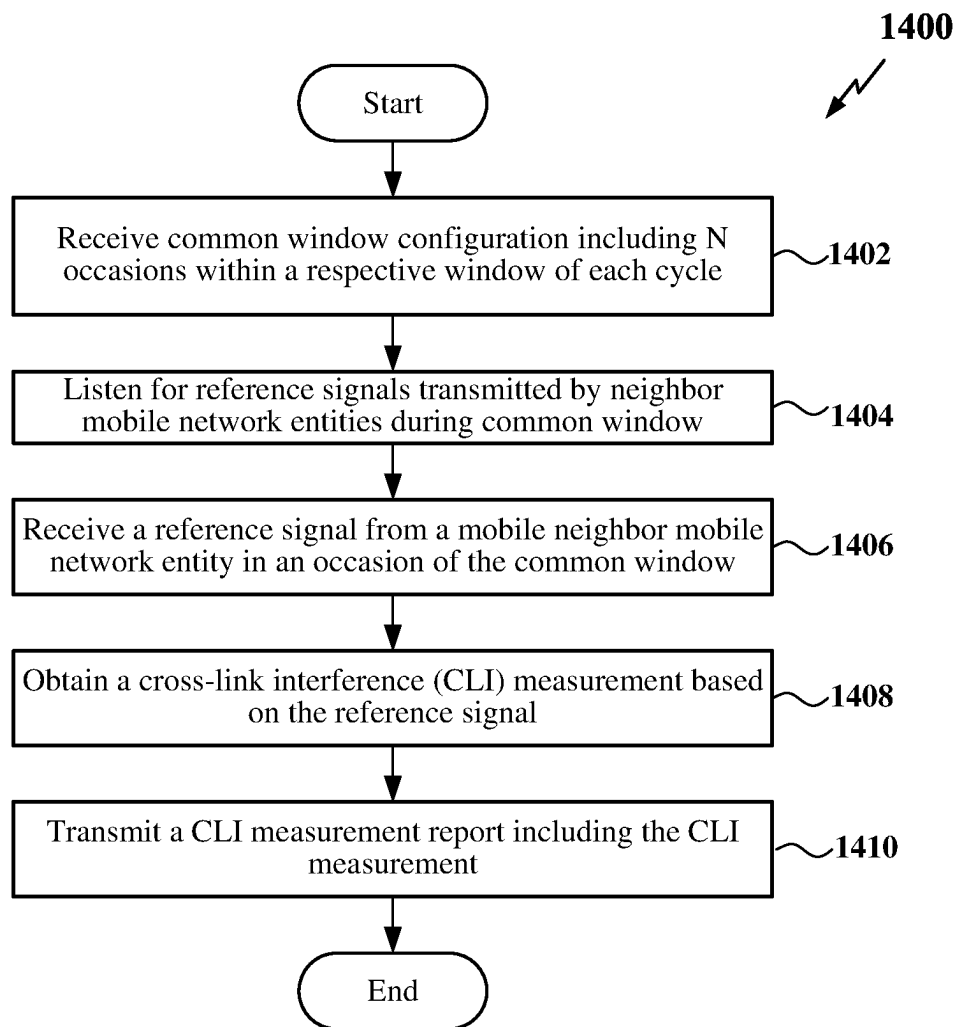 1400
Start
Receive common window configuration including N
occasions within a respective window of each cycle
1402
Listen for reference signals transmitted by neighbor
mobile network entities during common window
1404
Receive a reference signal from a mobile neighbor mobile
network entity in an occasion of the common window
1406
Obtain a cross-link interference (CLI) measurement based
on the reference signal
1408
Transmit a CLI measurement report including the CLI
measurement
1410
End